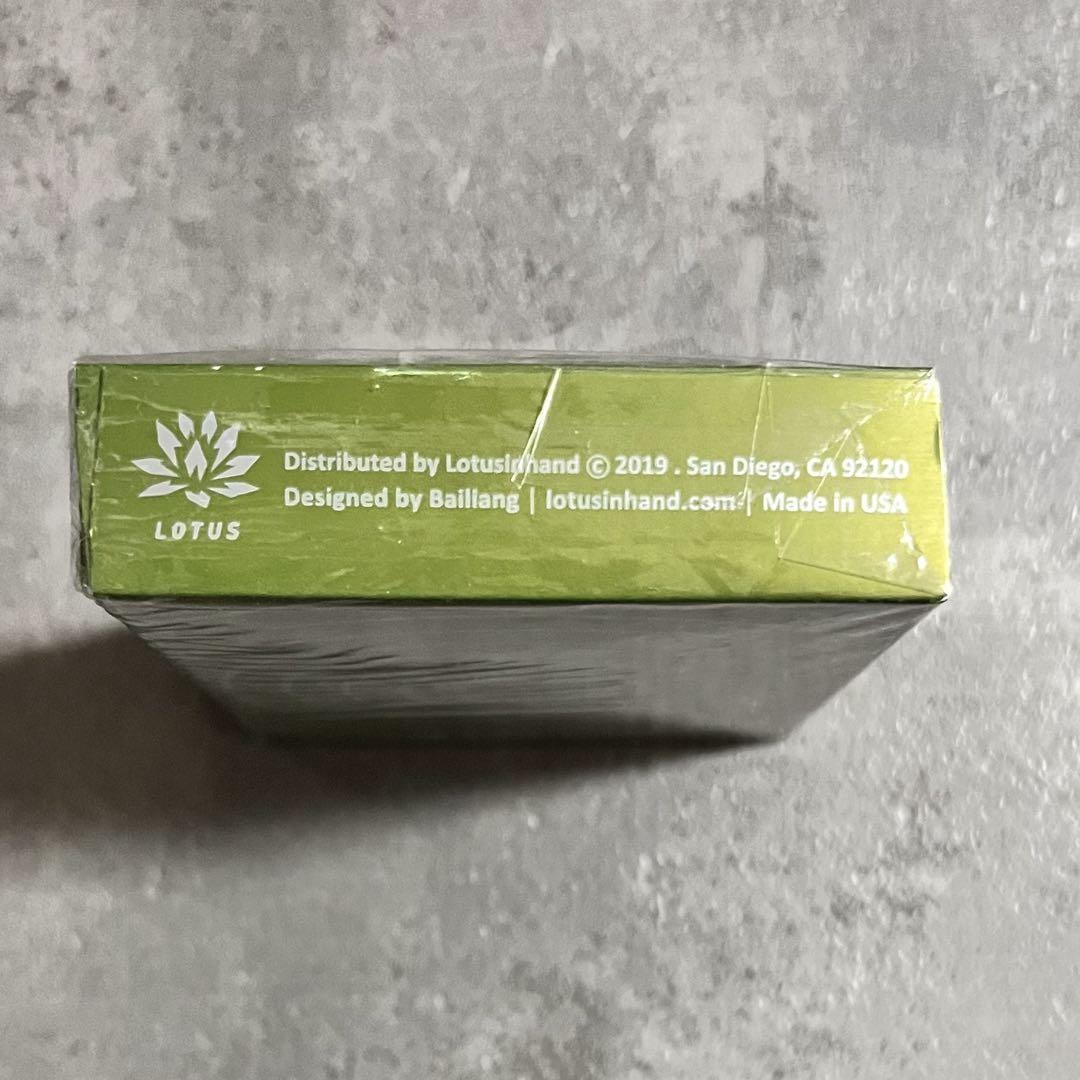 LOTUS
Distributed by Lotusinhand © 2019 . San Diego, CA 92120
Designed by Bailiang | lotusinhand.com | Made in USA